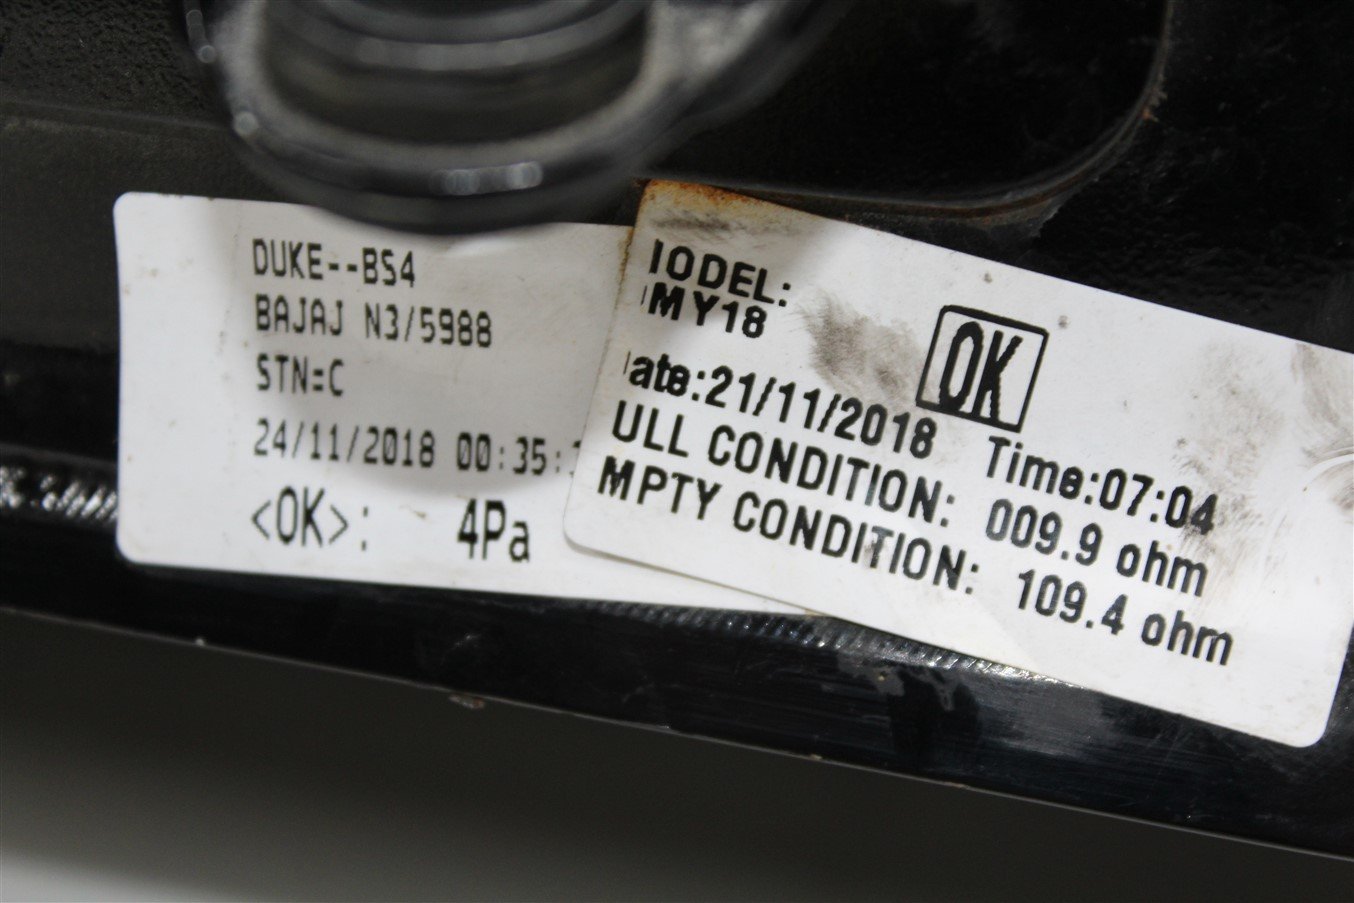 DUKE--BS4
BAJAJ N3/5988
STN=C
24/11/2018 00:35:
<OK>: 4Pa
ODEL:
MY18
OK
ate:21/11/2018 Time:07:04
ULL CONDITION: 009.9 ohm
MPTY CONDITION: 109.4 ohm